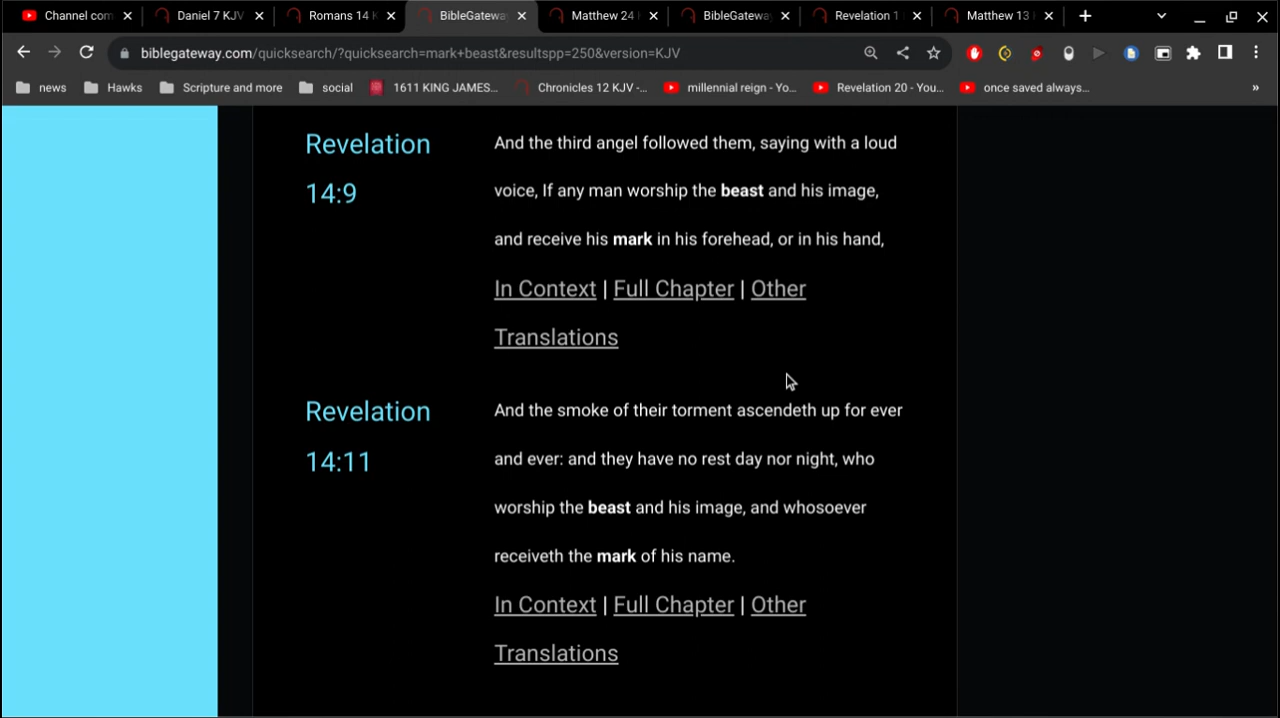 Channel com
Daniel 7 KJV
Romans 14 K
BibleGateway
Matthew 24
BibleGateway
Revelation 1
Matthew 13
biblegateway.com/quicksearch/?quicksearch=mark+beast&resultspp=250&version=KJV
news
Hawks
Scripture and more
social
1611 KING JAMES...
Chronicles 12 KJV -...
millennial reign - Yo...
Revelation 20 - You...
once saved always...
»
Revelation
14:9
And the third angel followed them, saying with a loud
voice, If any man worship the beast and his image,
and receive his mark in his forehead, or in his hand,
In Context | Full Chapter | Other
Translations
Revelation
14:11
And the smoke of their torment ascendeth up for ever
and ever: and they have no rest day nor night, who
worship the beast and his image, and whosoever
receiveth the mark of his name.
In Context | Full Chapter | Other
Translations